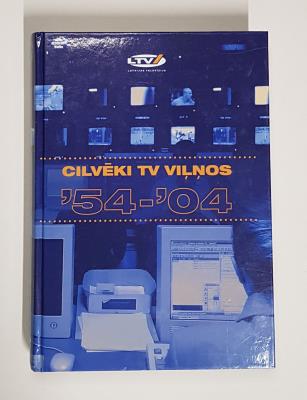 LTV
LATVIJAS TELEVĪZIJA
CILVĒKI TV VIĻŅOS
'54-'04